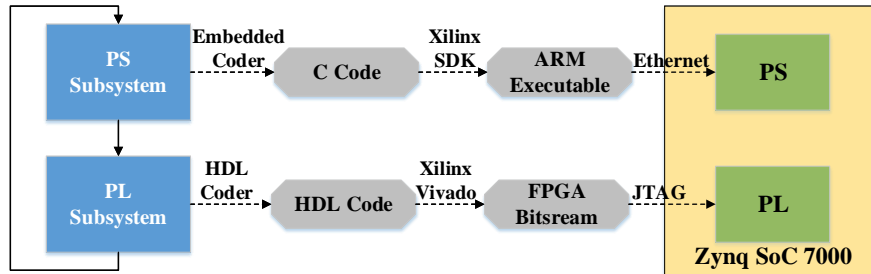 PS
Subsystem
Embedded
Coder
C Code
Xilinx
SDK
ARM
Executable
Ethernet
PS
PL
Subsystem
HDL
Coder
HDL Code
Xilinx
Vivado
FPGA
Bitsream
JTAG
PL
Zynq SoC 7000